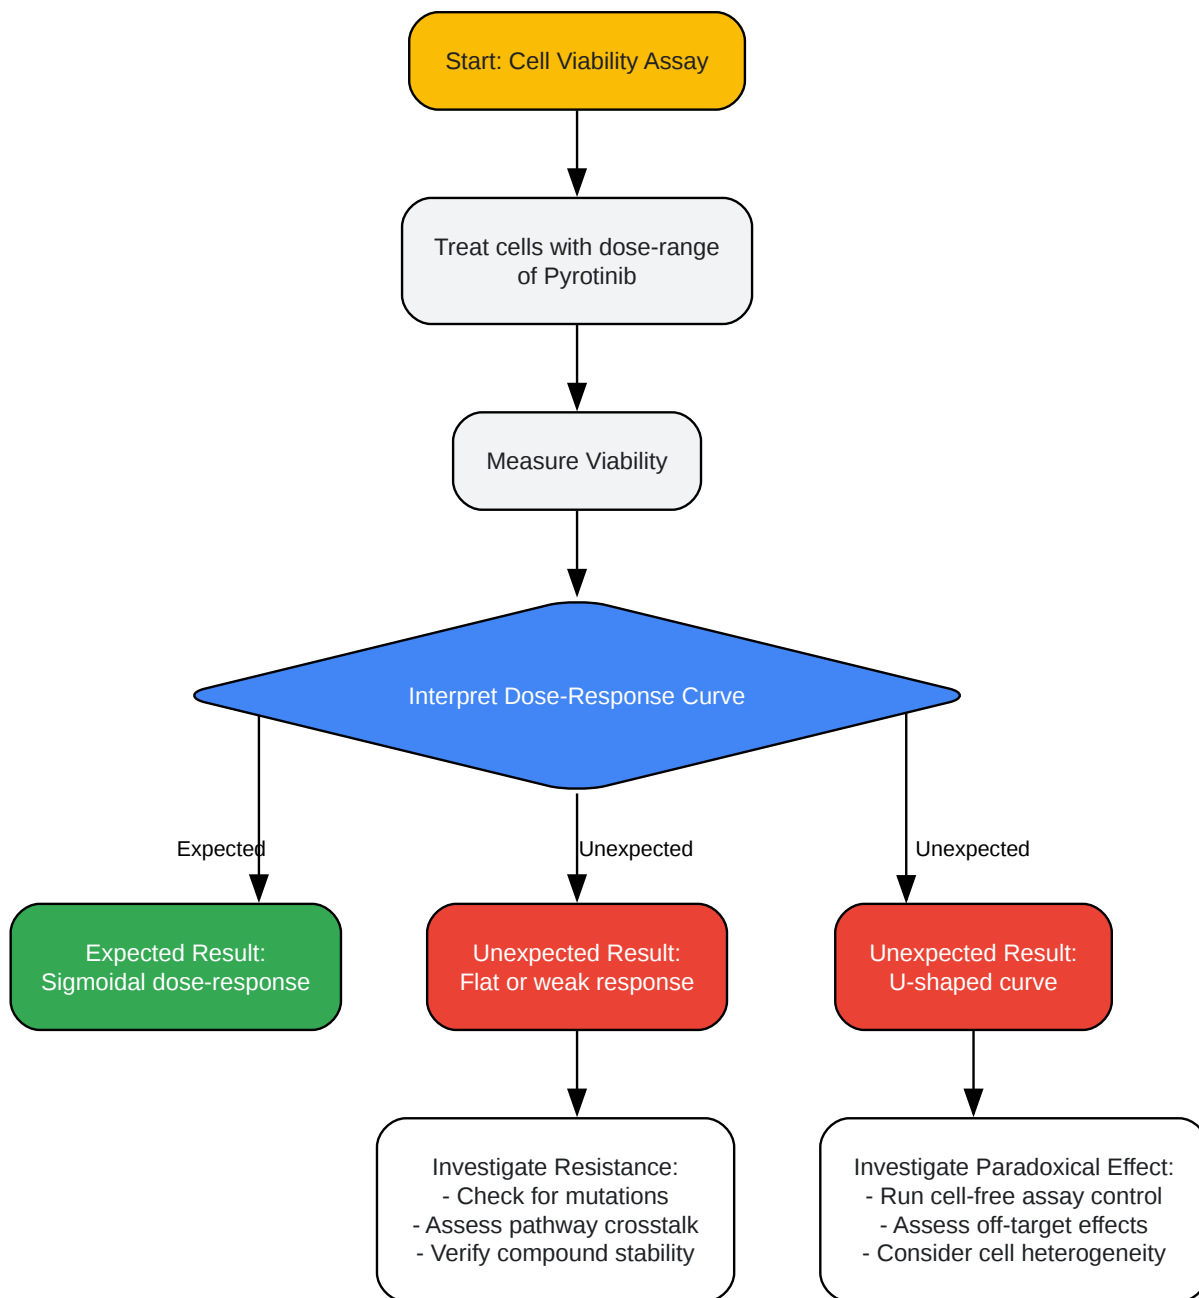 Start: Cell Viability Assay
Treat cells with dose-range
of Pyrotinib
Measure Viability
Interpret Dose-Response Curve
Expected
Unexpected
Unexpected
Expected Result:
Sigmoidal dose-response
Unexpected Result:
Flat or weak response
Unexpected Result:
U-shaped curve
Investigate Resistance:
- Check for mutations
- Assess pathway crosstalk
- Verify compound stability
Investigate Paradoxical Effect:
- Run cell-free assay control
- Assess off-target effects
- Consider cell heterogeneity